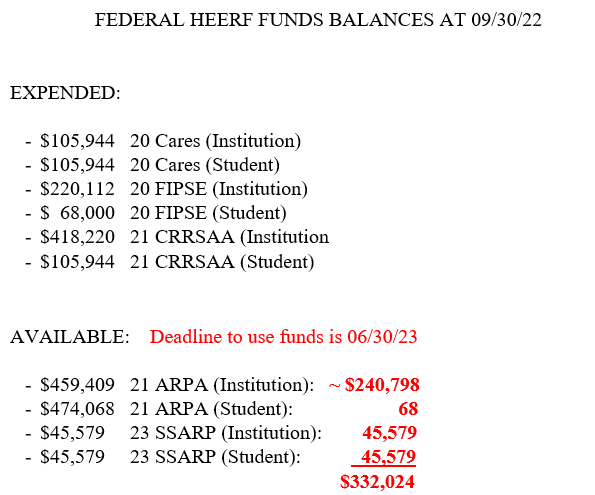 FEDERAL HEERF FUNDS BALANCES AT 09/30/22
EXPENDED:
- $105,944 20 Cares (Institution)
- $105,944 20 Cares (Student)
- $220,112 20 FIPSE (Institution)
- $ 68,000 20 FIPSE (Student)
- $418,220 21 CRRSAA (Institution
- $105,944 21 CRRSAA (Student)
AVAILABLE: Deadline to use funds is 06/30/23
- $459,409 21 ARPA (Institution): ~ $240,798
- $474,068 21 ARPA (Student): 68
- $45,579 23 SSARP (Institution): 45,579
- $45,579 23 SSARP (Student): 45,579
$332,024